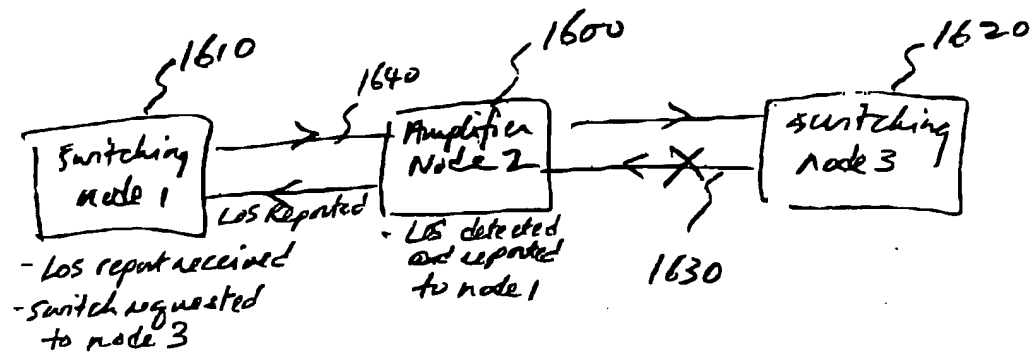 1610
1640
1600
1620
Switching
node 1
Amplifier
Node 2
Switching
node 3
LOS Reported
- LOS report received
- Switch requested
to node 3
- LOS detected
and reported
to node 1
1630